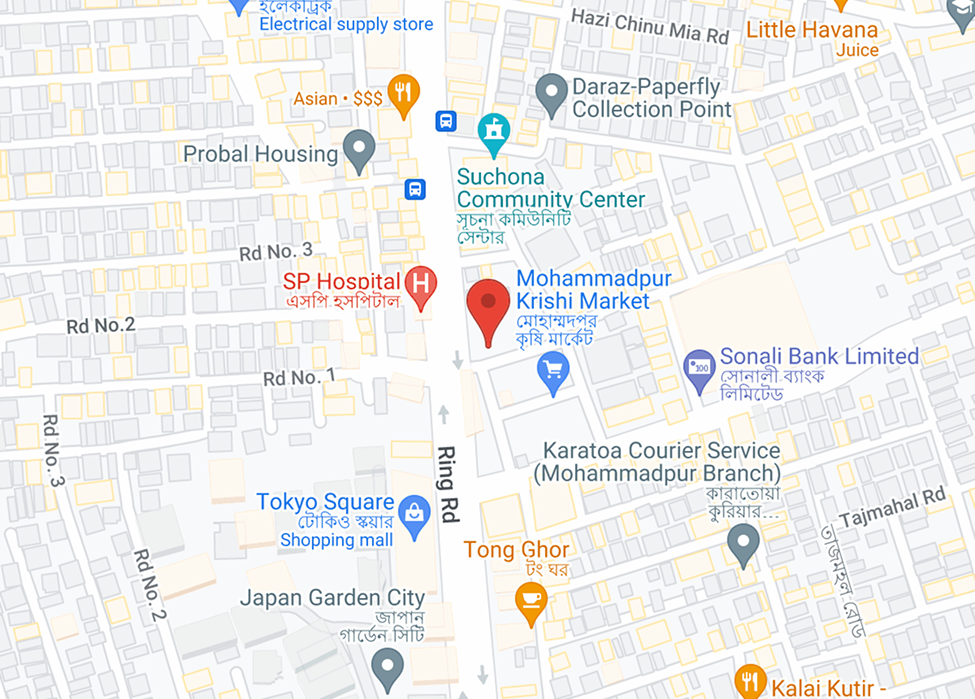 ইলেকট্রিক
Electrical supply store
Hazi Chinu Mia Rd
Little Havana
Juice
Asian • $$$
Daraz-Paperfly
Collection Point
Probal Housing
Suchona
Community Center
সূচনা কমিউনিটি
সেন্টার
Rd No. 3
SP Hospital
এসপি হসপিটাল
Mohammadpur
Krishi Market
মোহাম্মদপুর
কৃষি মার্কেট
Rd No.2
Sonali Bank Limited
সোনালী ব্যাংক
লিমিটেড
100
Rd No. 1
Rd No. 3
Ring Rd
Karatoa Courier Service
(Mohammadpur Branch)
কারাতোয়া
কুরিয়ার...
Tokyo Square
টোকিও স্কয়ার
Shopping mall
Tajmahal Rd
তাজমহল রোড
Tong Ghor
টং ঘর
Rd No. 2
Japan Garden City
জাপান
গার্ডেন সিটি
Kalai Kutir -